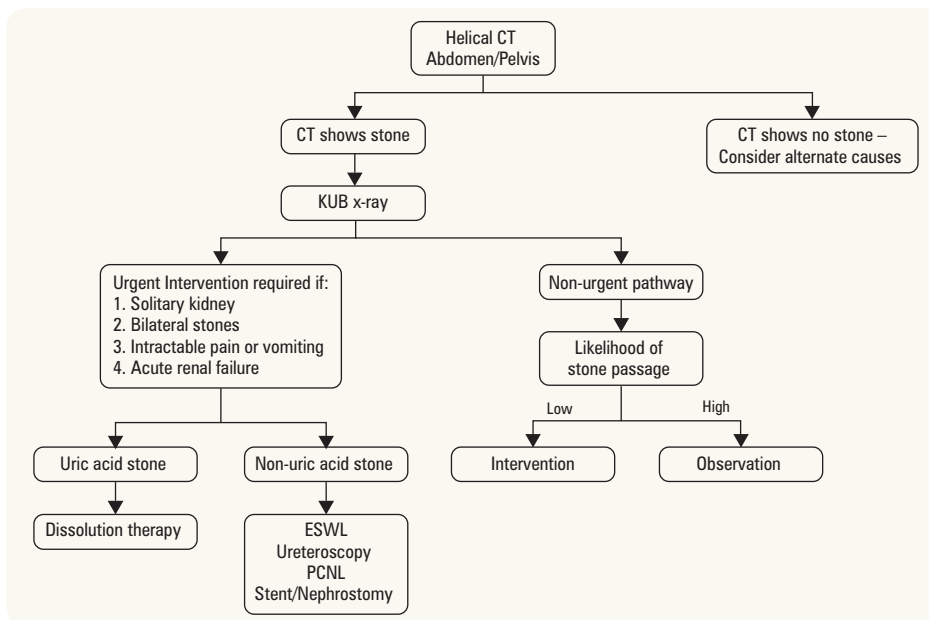 Helical CT
Abdomen/Pelvis
CT shows stone
CT shows no stone –
Consider alternate causes
KUB x-ray
Urgent Intervention required if:
1. Solitary kidney
2. Bilateral stones
3. Intractable pain or vomiting
4. Acute renal failure
Non-urgent pathway
Likelihood of
stone passage
Low
High
Uric acid stone
Non-uric acid stone
Intervention
Observation
Dissolution therapy
ESWL
Ureteroscopy
PCNL
Stent/Nephrostomy